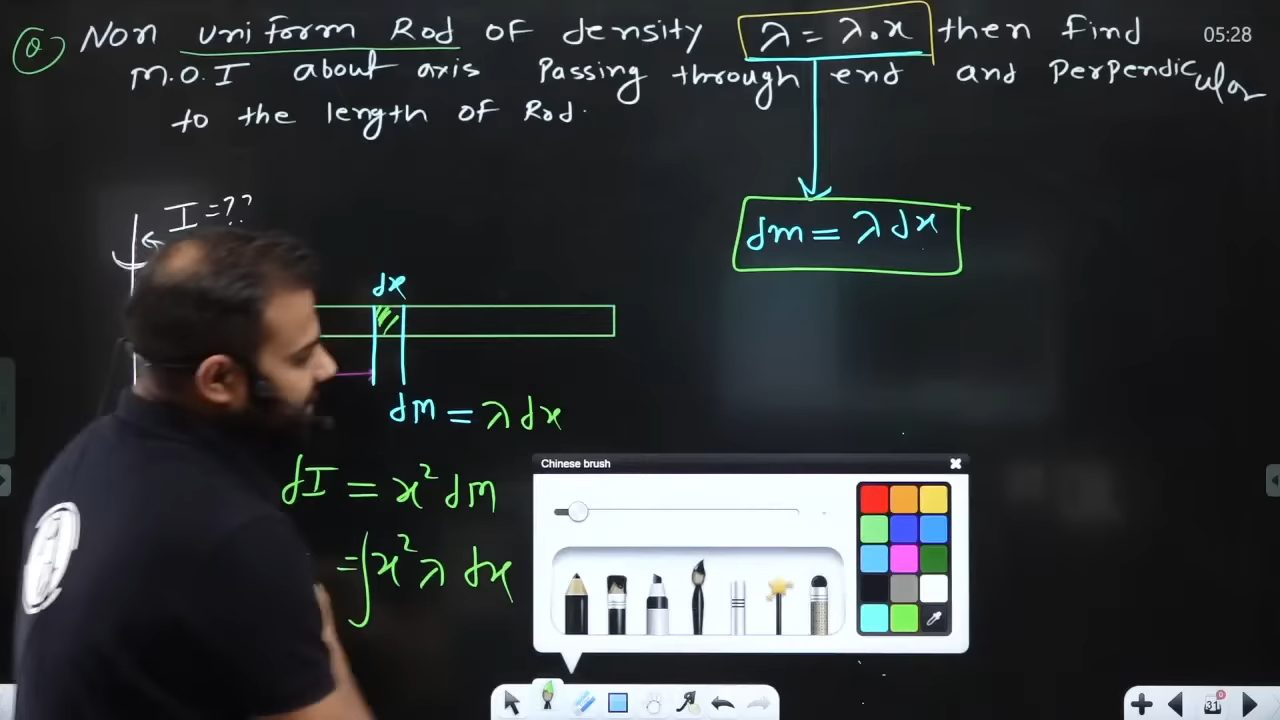 Q Non uniform Rod of density λ = λ₀x then find
05:28
M.O.I about axis Passing through end and Perpendicular
to the length of Rod.
I = ??
dm = λdx
dx
dm = λdx
dI = x²dm
= ∫x²λ dx
Chinese brush
31